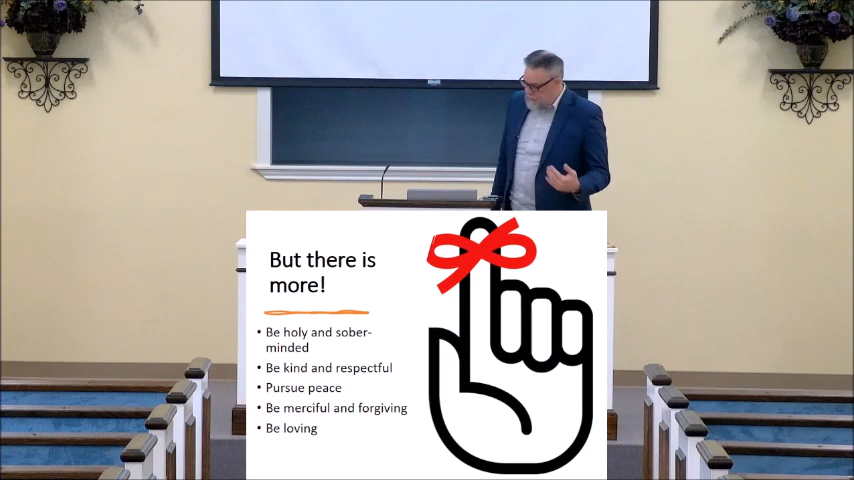 But there is
more!
• Be holy and sober-
minded
• Be kind and respectful
• Pursue peace
• Be merciful and forgiving
• Be loving